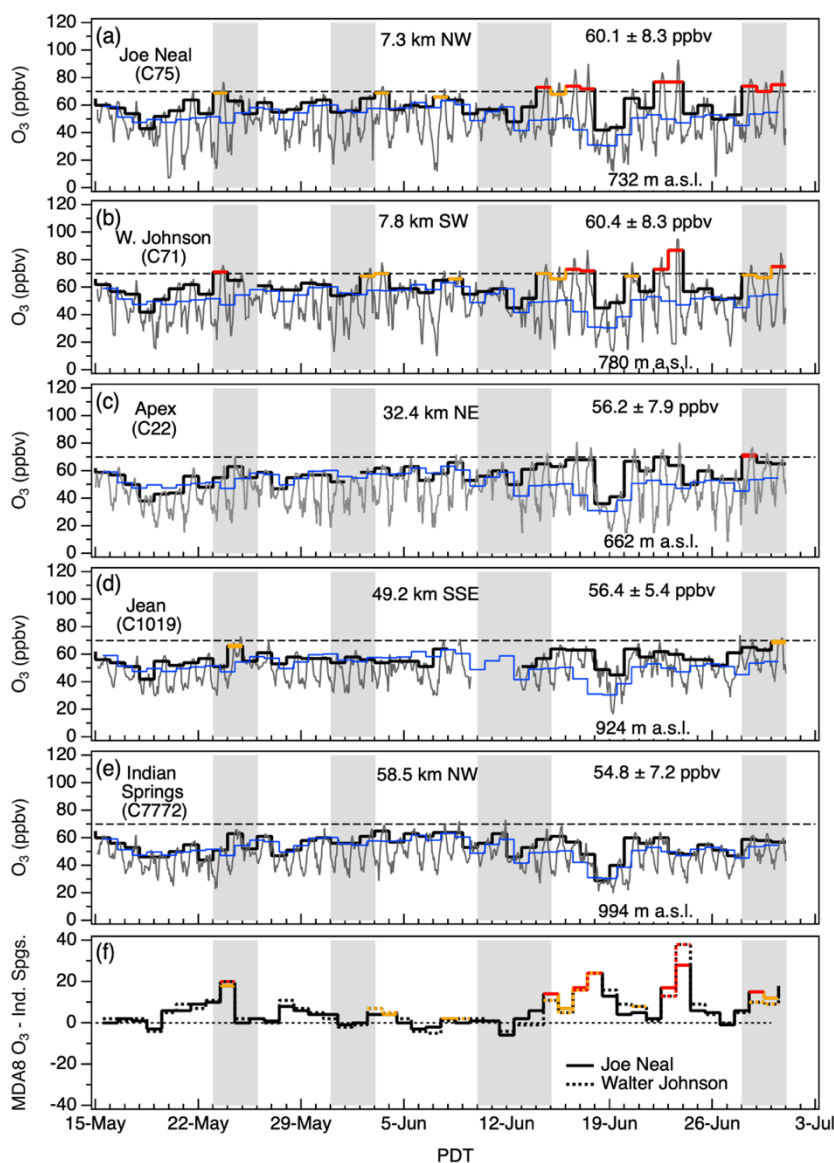 (a)
Joe Neal
(C75)
7.3 km NW
60.1 ± 8.3 ppbv
732 m a.s.l.
O₃ (ppbv)
120
100
80
60
40
20
0
(b)
W. Johnson
(C71)
7.8 km SW
60.4 ± 8.3 ppbv
780 m a.s.l.
O₃ (ppbv)
120
100
80
60
40
20
0
(c)
Apex
(C22)
32.4 km NE
56.2 ± 7.9 ppbv
662 m a.s.l.
O₃ (ppbv)
120
100
80
60
40
20
0
(d)
Jean
(C1019)
49.2 km SSE
56.4 ± 5.4 ppbv
924 m a.s.l.
O₃ (ppbv)
120
100
80
60
40
20
0
(e)
Indian
Springs
(C7772)
58.5 km NW
54.8 ± 7.2 ppbv
994 m a.s.l.
O₃ (ppbv)
120
100
80
60
40
20
0
(f)
MDA8 O₃ - Ind. Spgs.
40
20
0
-20
-40
Joe Neal
Walter Johnson
15-May 22-May 29-May 5-Jun 12-Jun 19-Jun 26-Jun 3-Jul
PDT